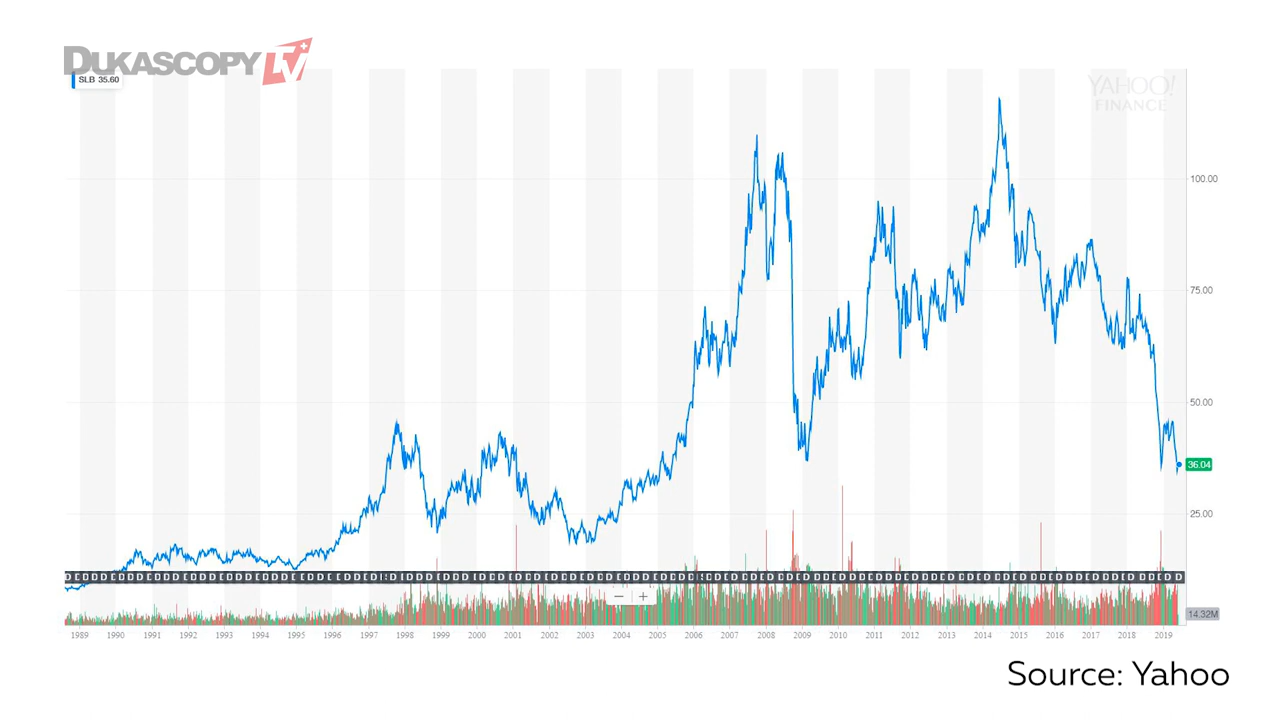 DUKASCOPY TV+
SLB 35.60
YAHOO!
FINANCE
100.00
75.00
50.00
36.04
25.00
D D D D D D D D D D D D D D D D D D D D
− +
14.32M
1989 1990 1991 1992 1993 1994 1995 1996 1997 1998 1999 2000 2001 2002 2003 2004 2005 2006 2007 2008 2009 2010 2011 2012 2013 2014 2015 2016 2017 2018 2019
Source: Yahoo